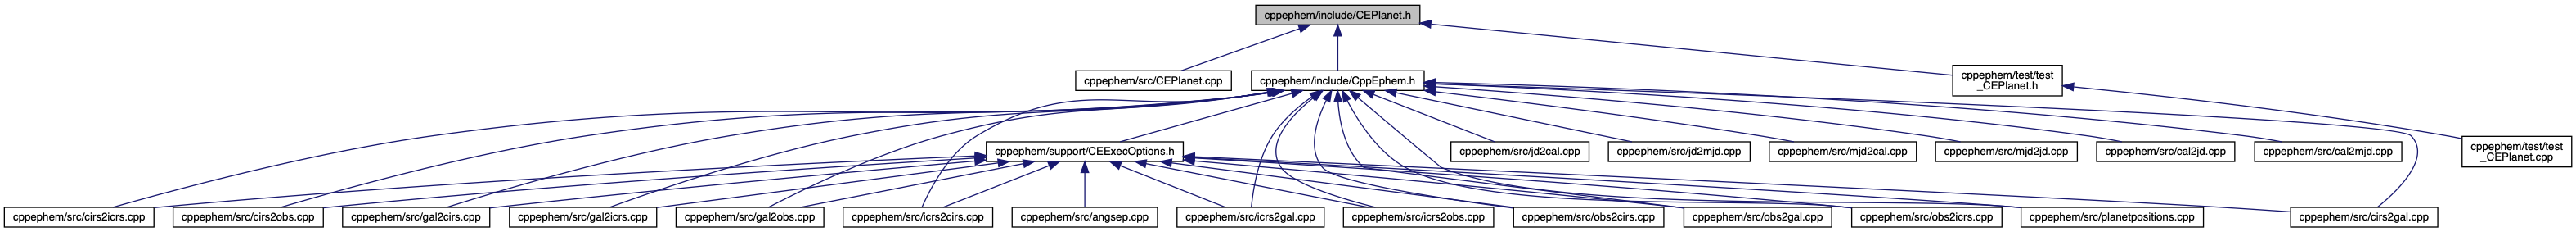 cppephem/include/CEPlanet.h
cppephem/src/CEPlanet.cpp
cppephem/include/CppEphem.h
cppephem/test/test
_CEPlanet.h
cppephem/support/CEExecOptions.h
cppephem/src/jd2cal.cpp
cppephem/src/jd2mjd.cpp
cppephem/src/mjd2cal.cpp
cppephem/src/mjd2jd.cpp
cppephem/src/cal2jd.cpp
cppephem/src/cal2mjd.cpp
cppephem/test/test
_CEPlanet.cpp
cppephem/src/cirs2icrs.cpp
cppephem/src/cirs2obs.cpp
cppephem/src/gal2cirs.cpp
cppephem/src/gal2icrs.cpp
cppephem/src/gal2obs.cpp
cppephem/src/icrs2cirs.cpp
cppephem/src/angsep.cpp
cppephem/src/icrs2gal.cpp
cppephem/src/icrs2obs.cpp
cppephem/src/obs2cirs.cpp
cppephem/src/obs2gal.cpp
cppephem/src/obs2icrs.cpp
cppephem/src/planetpositions.cpp
cppephem/src/cirs2gal.cpp